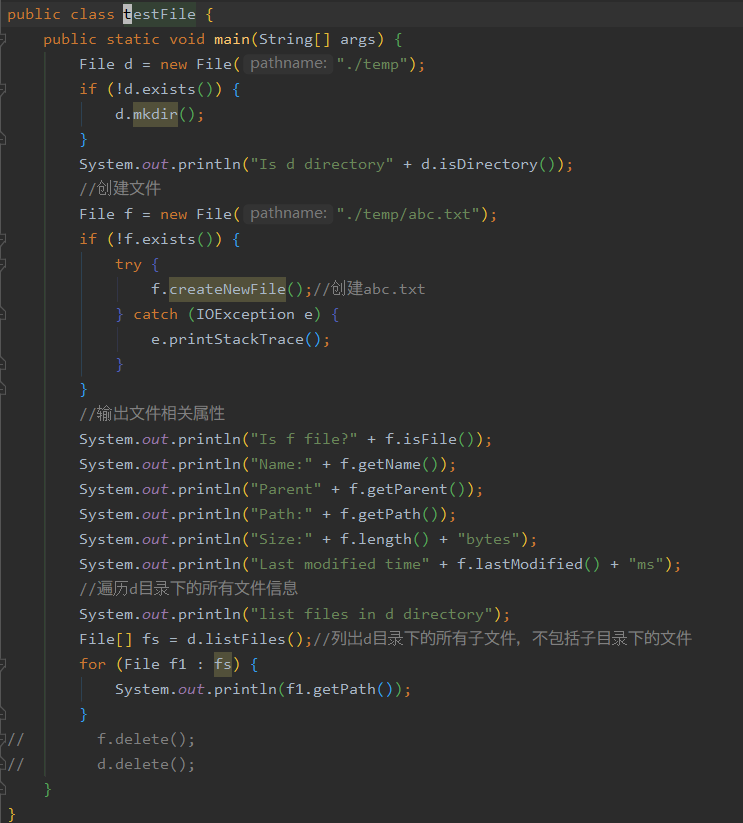 public class testFile {
public static void main(String[] args) {
File d = new File( pathname: "./temp");
if (!d.exists()) {
d.mkdir();
}
System.out.println("Is d directory" + d.isDirectory());
//创建文件
File f = new File( pathname: "./temp/abc.txt");
if (!f.exists()) {
try {
f.createNewFile();//创建abc.txt
} catch (IOException e) {
e.printStackTrace();
}
}
//输出文件相关属性
System.out.println("Is f file?" + f.isFile());
System.out.println("Name:" + f.getName());
System.out.println("Parent" + f.getParent());
System.out.println("Path:" + f.getPath());
System.out.println("Size:" + f.length() + "bytes");
System.out.println("Last modified time" + f.lastModified() + "ms");
//遍历d目录下的所有文件信息
System.out.println("list files in d directory");
File[] fs = d.listFiles();//列出d目录下的所有子文件，不包括子目录下的文件
for (File f1 : fs) {
System.out.println(f1.getPath());
}
// f.delete();
// d.delete();
}
}